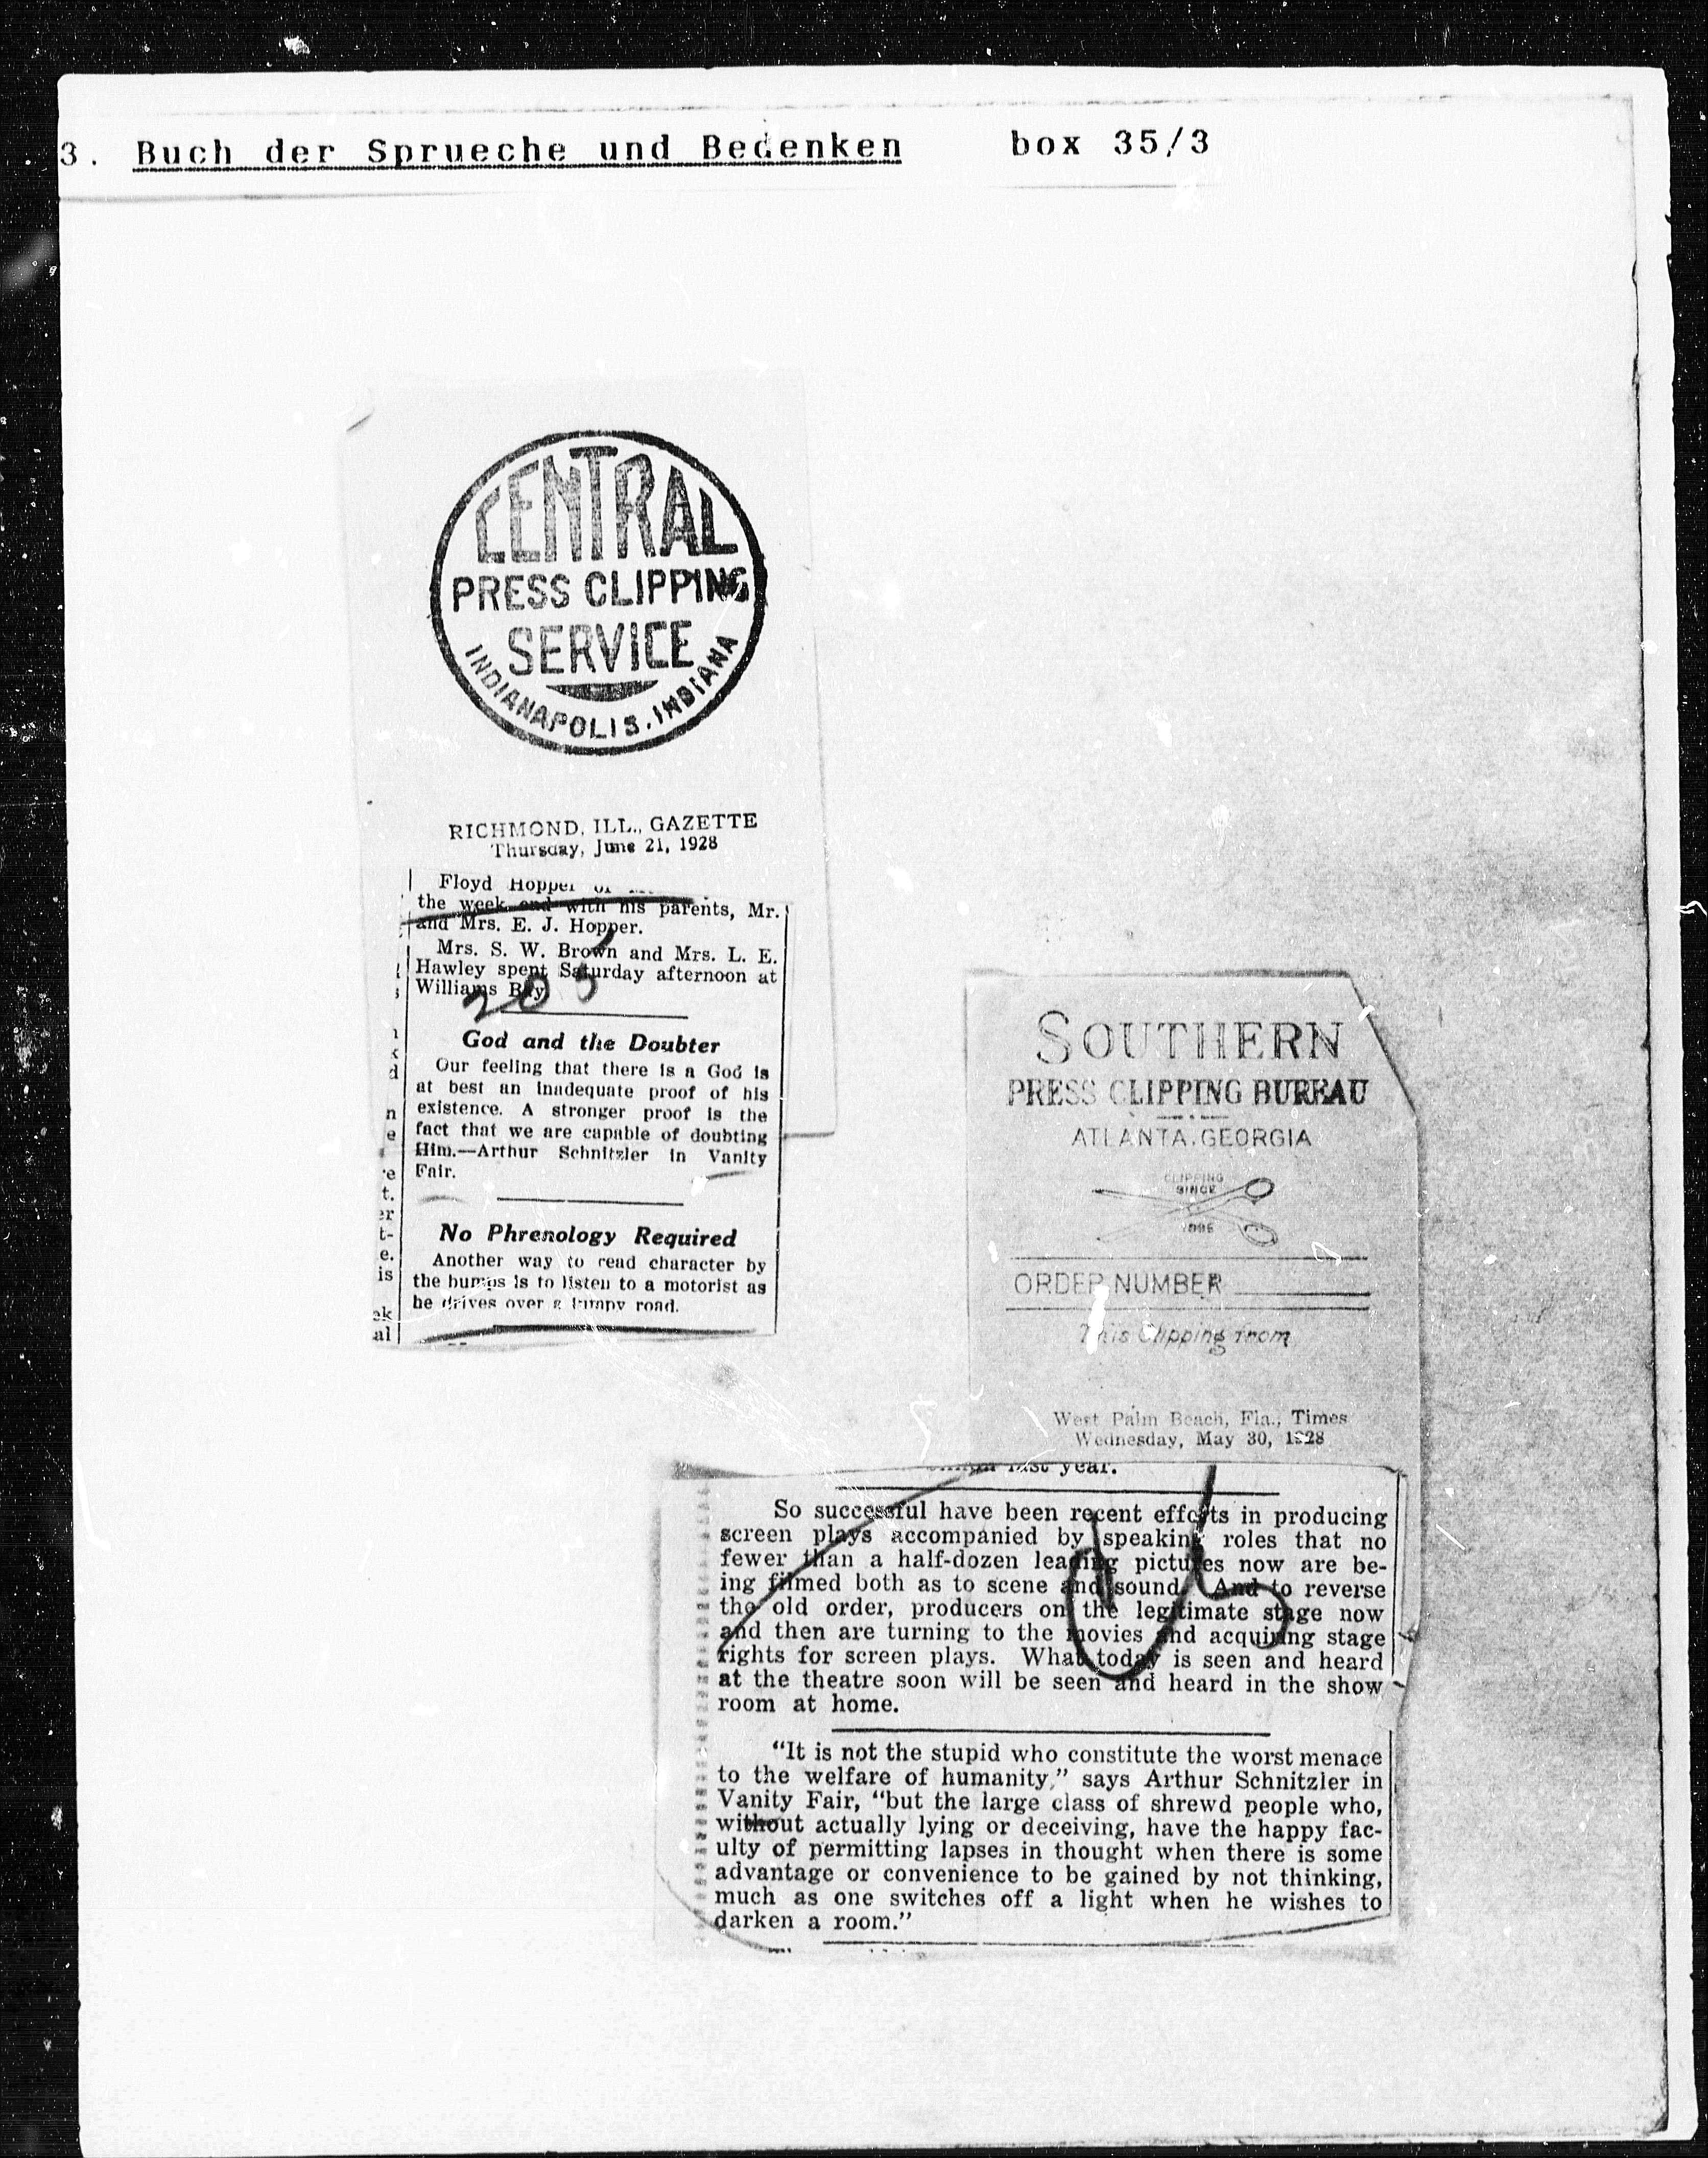 3. Buch der Sprueche und Bedenken box 35/3
CENTRAL
PRESS CLIPPING
SERVICE
INDIANAPOLIS, INDIANA
RICHMOND, ILL., GAZETTE
Thursday, June 21, 1928
Floyd Hopper of
the week end with his parents, Mr.
and Mrs. E. J. Hopper.
Mrs. S. W. Brown and Mrs. L. E.
Hawley spent Saturday afternoon at
Williams Bay.
205
God and the Doubter
Our feeling that there is a God is
at best an inadequate proof of his
existence. A stronger proof is the
fact that we are capable of doubting
Him.—Arthur Schnitzler in Vanity
Fair.
No Phrenology Required
Another way to read character by
the bumps is to listen to a motorist as
he drives over a bumpy road.
SOUTHERN
PRESS CLIPPING BUREAU
ATLANTA, GEORGIA
CLIPPING
SINCE
ORDER NUMBER
This Clipping from
West Palm Beach, Fla., Times
Wednesday, May 30, 1928
last year.
So successful have been recent efforts in producing
screen plays accompanied by speaking roles that no
fewer than a half-dozen leading pictures now are be-
ing filmed both as to scene and sound. And to reverse
the old order, producers on the legitimate stage now
and then are turning to the movies and acquiring stage
rights for screen plays. What today is seen and heard
at the theatre soon will be seen and heard in the show
room at home.
"It is not the stupid who constitute the worst menace
to the welfare of humanity," says Arthur Schnitzler in
Vanity Fair, "but the large class of shrewd people who,
without actually lying or deceiving, have the happy fac-
ulty of permitting lapses in thought when there is some
advantage or convenience to be gained by not thinking,
much as one switches off a light when he wishes to
darken a room."